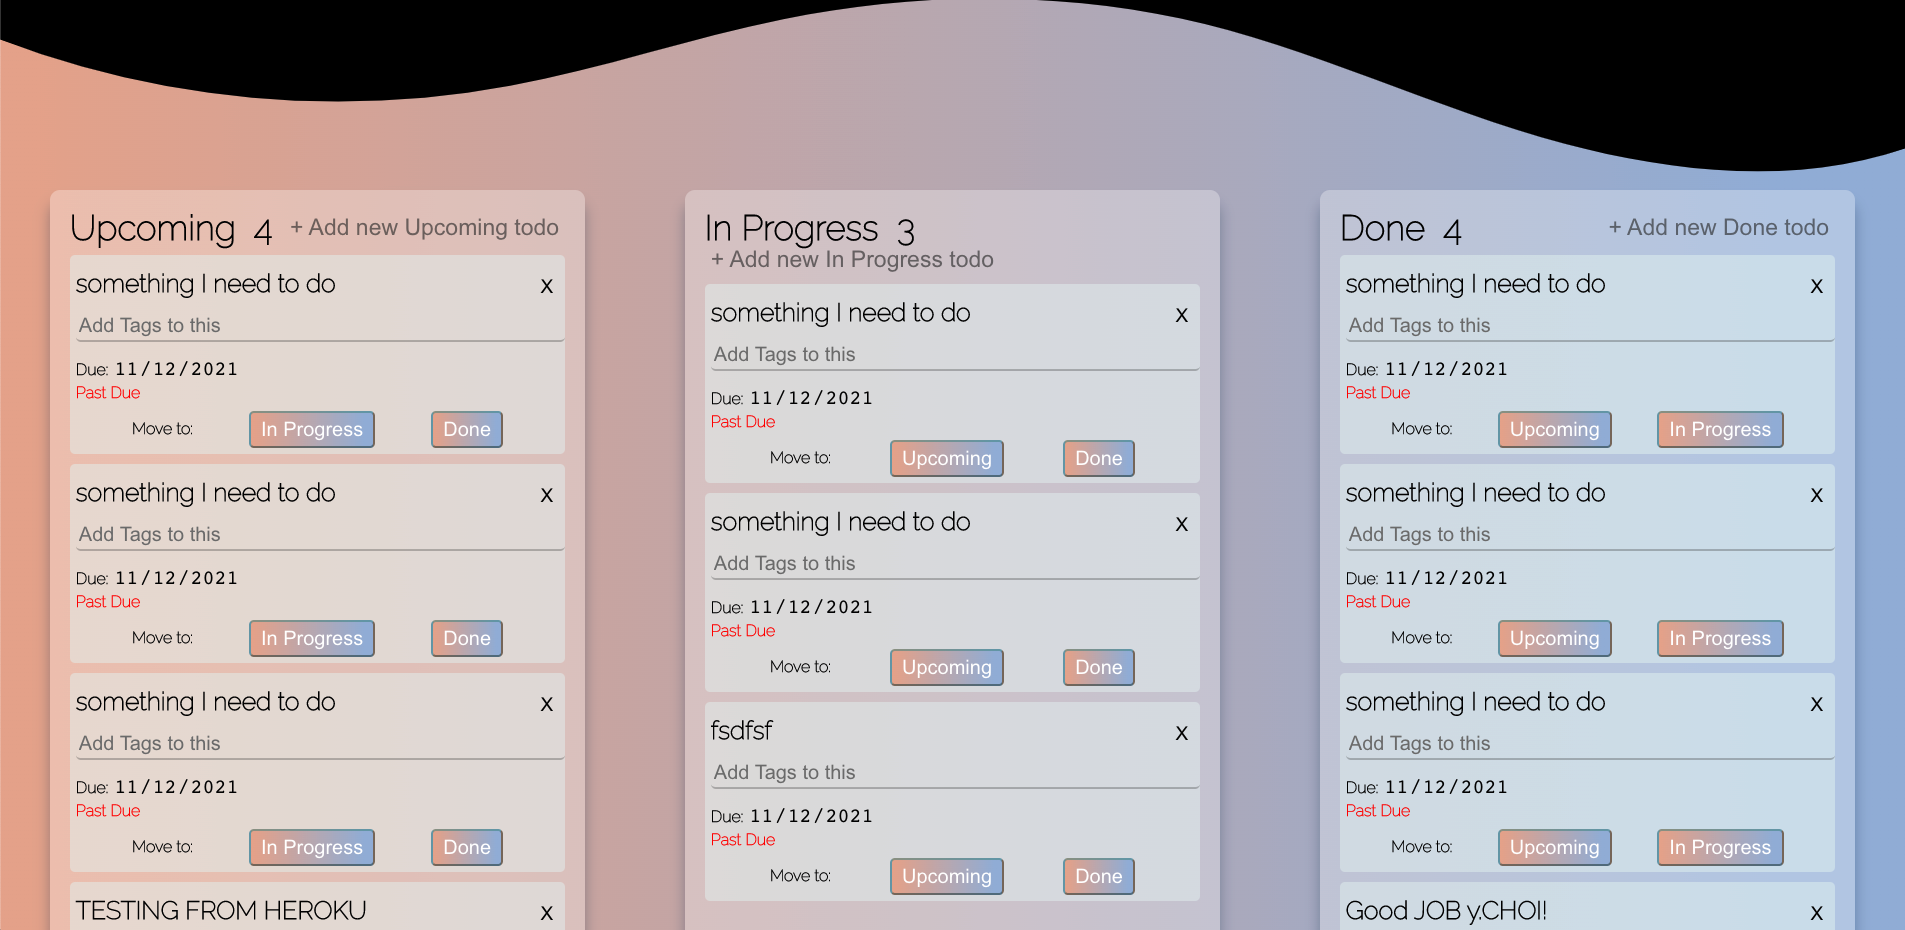 Upcoming 4 + Add new Upcoming todo
something I need to do x
Add Tags to this
Due: 11/12/2021
Past Due
Move to: In Progress Done
something I need to do x
Add Tags to this
Due: 11/12/2021
Past Due
Move to: In Progress Done
something I need to do x
Add Tags to this
Due: 11/12/2021
Past Due
Move to: In Progress Done
TESTING FROM HEROKU x
In Progress 3
+ Add new In Progress todo
something I need to do x
Add Tags to this
Due: 11/12/2021
Past Due
Move to: Upcoming Done
something I need to do x
Add Tags to this
Due: 11/12/2021
Past Due
Move to: Upcoming Done
fsdfsf x
Add Tags to this
Due: 11/12/2021
Past Due
Move to: Upcoming Done
Done 4 + Add new Done todo
something I need to do x
Add Tags to this
Due: 11/12/2021
Past Due
Move to: Upcoming In Progress
something I need to do x
Add Tags to this
Due: 11/12/2021
Past Due
Move to: Upcoming In Progress
something I need to do x
Add Tags to this
Due: 11/12/2021
Past Due
Move to: Upcoming In Progress
Good JOB y.CHOI! x